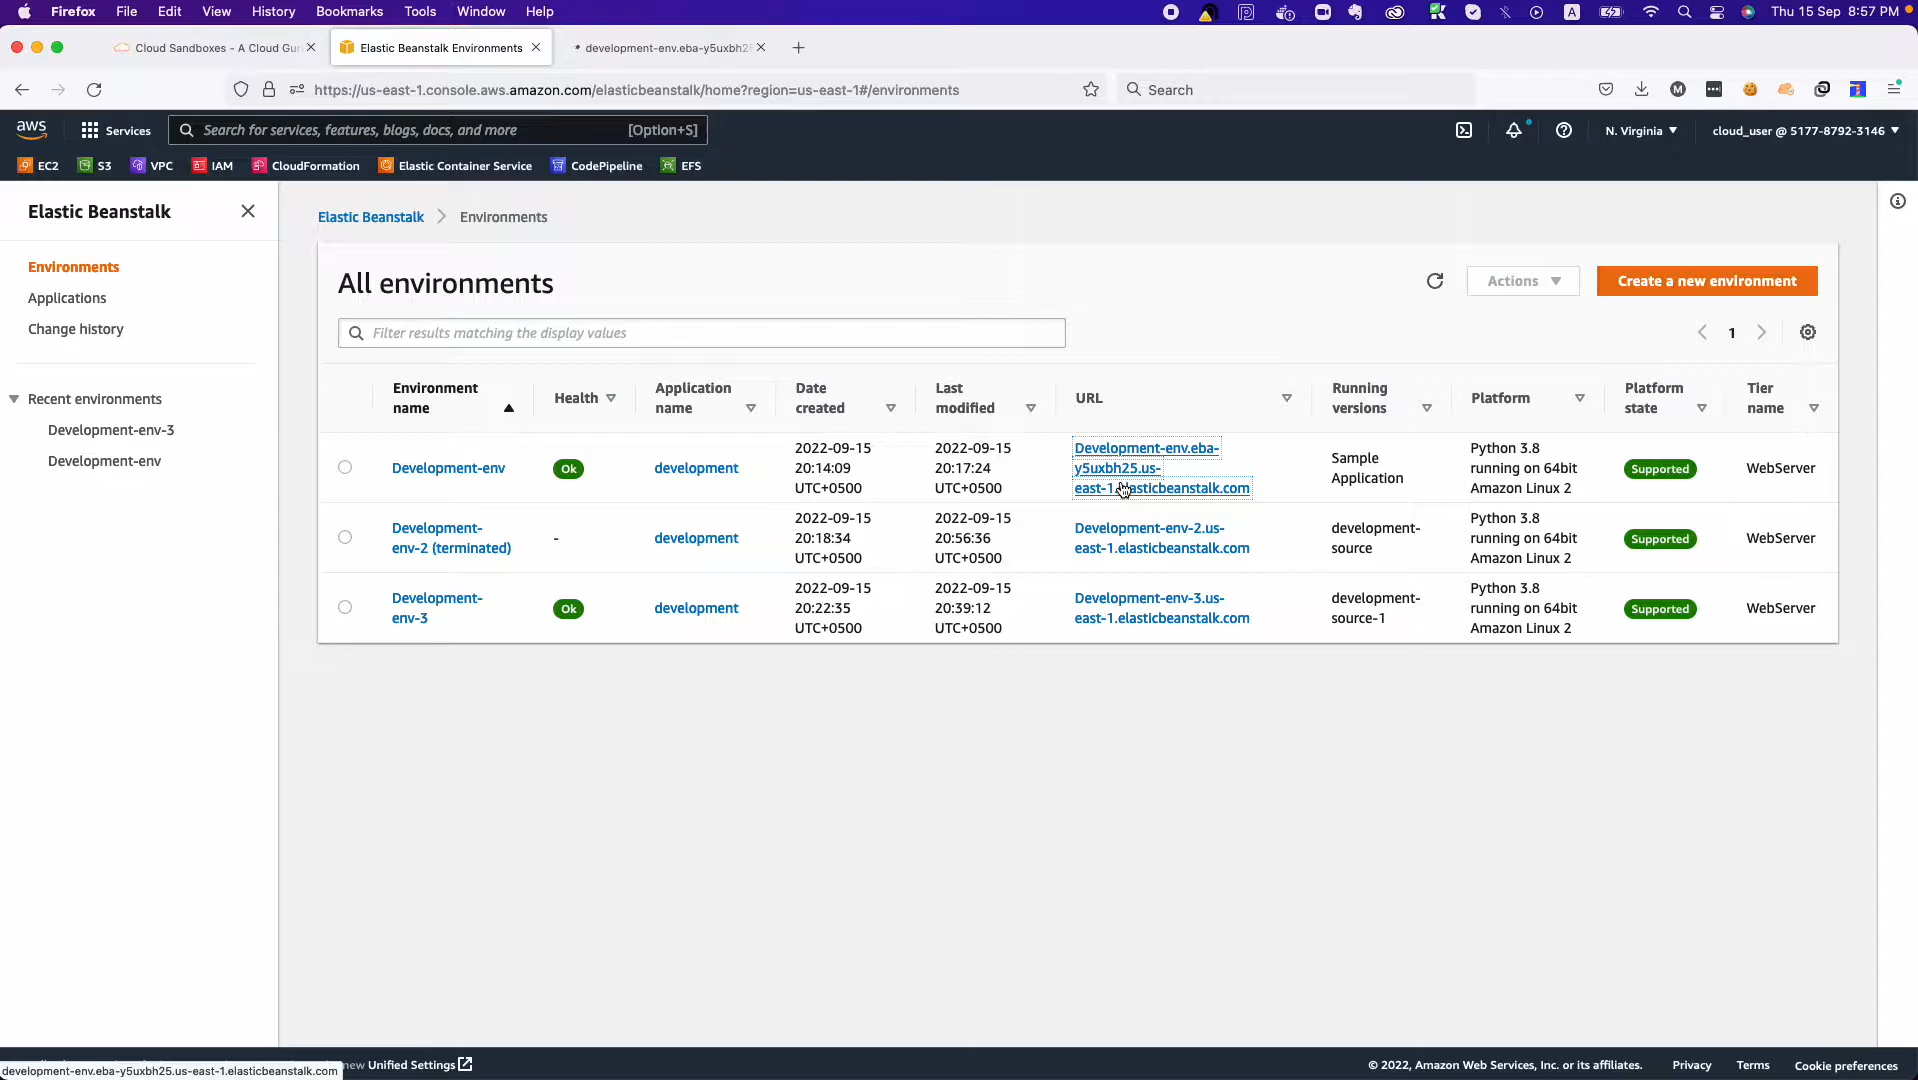 Firefox File Edit View History Bookmarks Tools Window Help Thu 15 Sep 8:57 PM
Cloud Sandboxes - A Cloud Gur Elastic Beanstalk Environments development-env.eba-y5uxbh25
https://us-east-1.console.aws.amazon.com/elasticbeanstalk/home?region=us-east-1#/environments Search
aws Services Search for services, features, blogs, docs, and more [Option+S] N. Virginia cloud_user @ 5177-8792-3146
EC2 S3 VPC IAM CloudFormation Elastic Container Service CodePipeline EFS
Elastic Beanstalk
Environments
Applications
Change history
Recent environments
Development-env-3
Development-env
Elastic Beanstalk Environments
All environments
Actions Create a new environment
Filter results matching the display values
1
Environment name Health Application name Date created Last modified URL Running versions Platform Platform state Tier name
Development-env Ok development 2022-09-15 20:14:09 UTC+0500 2022-09-15 20:17:24 UTC+0500 Development-env.eba-y5uxbh25.us-east-1.elasticbeanstalk.com Sample Application Python 3.8 running on 64bit Amazon Linux 2 Supported WebServer
Development-env-2 (terminated) - development 2022-09-15 20:18:34 UTC+0500 2022-09-15 20:56:36 UTC+0500 Development-env-2.us-east-1.elasticbeanstalk.com development-source Python 3.8 running on 64bit Amazon Linux 2 Supported WebServer
Development-env-3 Ok development 2022-09-15 20:22:35 UTC+0500 2022-09-15 20:39:12 UTC+0500 Development-env-3.us-east-1.elasticbeanstalk.com development-source-1 Python 3.8 running on 64bit Amazon Linux 2 Supported WebServer
new Unified Settings © 2022, Amazon Web Services, Inc. or its affiliates. Privacy Terms Cookie preferences
development-env.eba-y5uxbh25.us-east-1.elasticbeanstalk.com